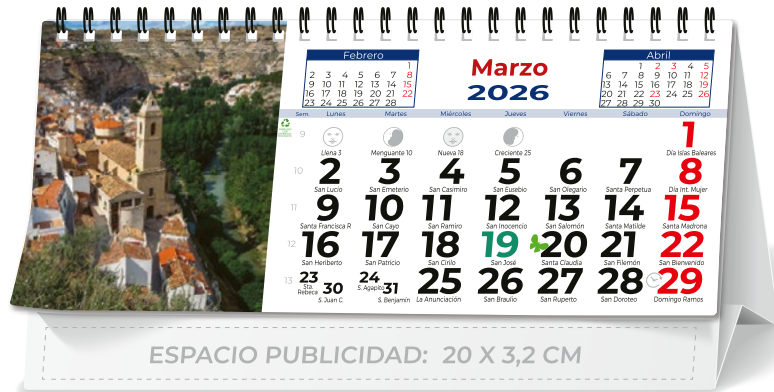 Febrero
1
2 3 4 5 6 7 8
9 10 11 12 13 14 15
16 17 18 19 20 21 22
23 24 25 26 27 28
Marzo
2026
Abril
1 2 3 4 5
6 7 8 9 10 11 12
13 14 15 16 17 18 19
20 21 22 23 24 25 26
27 28 29 30
Sem. Lunes Martes Miércoles Jueves Viernes Sábado Domingo
9 1
Llena 3 Menguante 10 Nueva 18 Creciente 25 Día Islas Baleares
10 2 3 4 5 6 7 8
San Lucio San Emeterio San Casimiro San Eusebio San Olegario Santa Perpetua Día Int. Mujer
11 9 10 11 12 13 14 15
Santa Francisca R San Cayo San Ramiro San Inocencio San Salomón Santa Matilde Santa Madrona
12 16 17 18 19 20 21 22
San Heriberto San Patricio San Cirilo San José Santa Claudia San Filemón San Bienvenido
13 23 30 24 31 25 26 27 28 29
Sta. Rebeca S. Juan C. S. Agapito S. Benjamín La Anunciación San Braulio San Ruperto San Doroteo Domingo Ramos
ESPACIO PUBLICIDAD: 20 X 3,2 CM